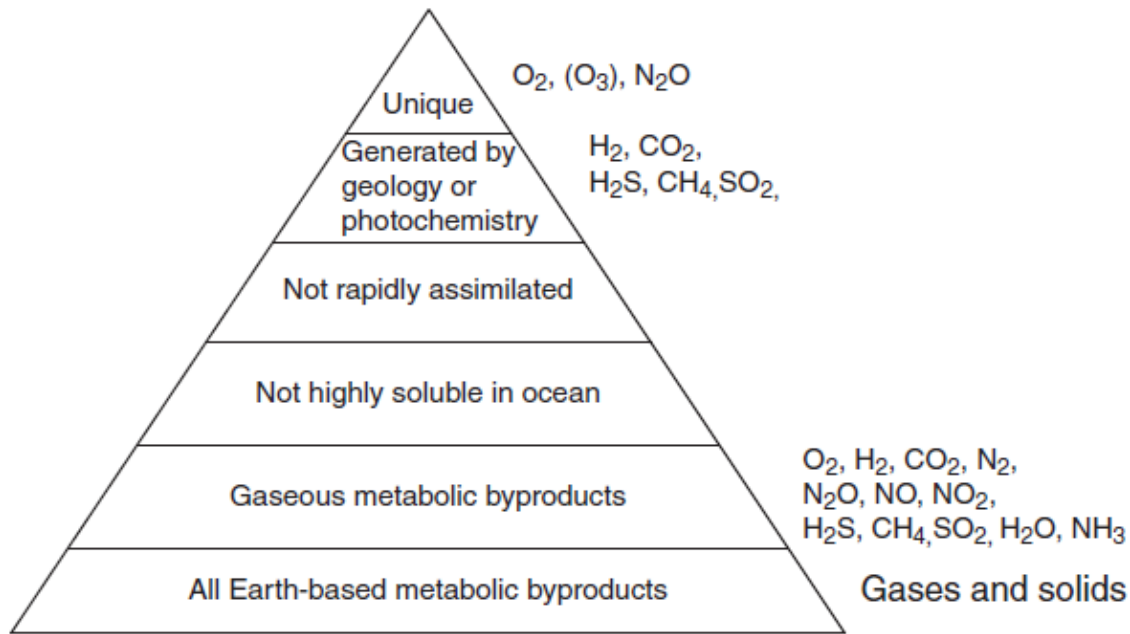 O₂, (O₃), N₂O
Unique
Generated by
geology or
photochemistry
H₂, CO₂,
H₂S, CH₄,SO₂,
Not rapidly assimilated
Not highly soluble in ocean
Gaseous metabolic byproducts
O₂, H₂, CO₂, N₂,
N₂O, NO, NO₂,
H₂S, CH₄,SO₂, H₂O, NH₃
All Earth-based metabolic byproducts
Gases and solids